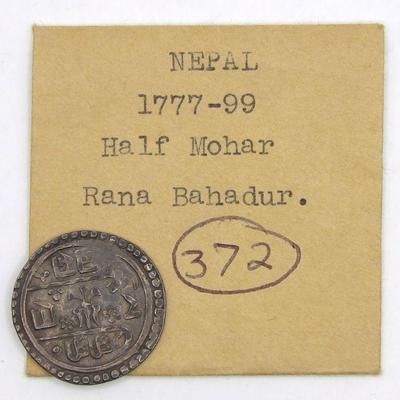 NEPAL
1777-99
Half Mohar
Rana Bahadur.
372